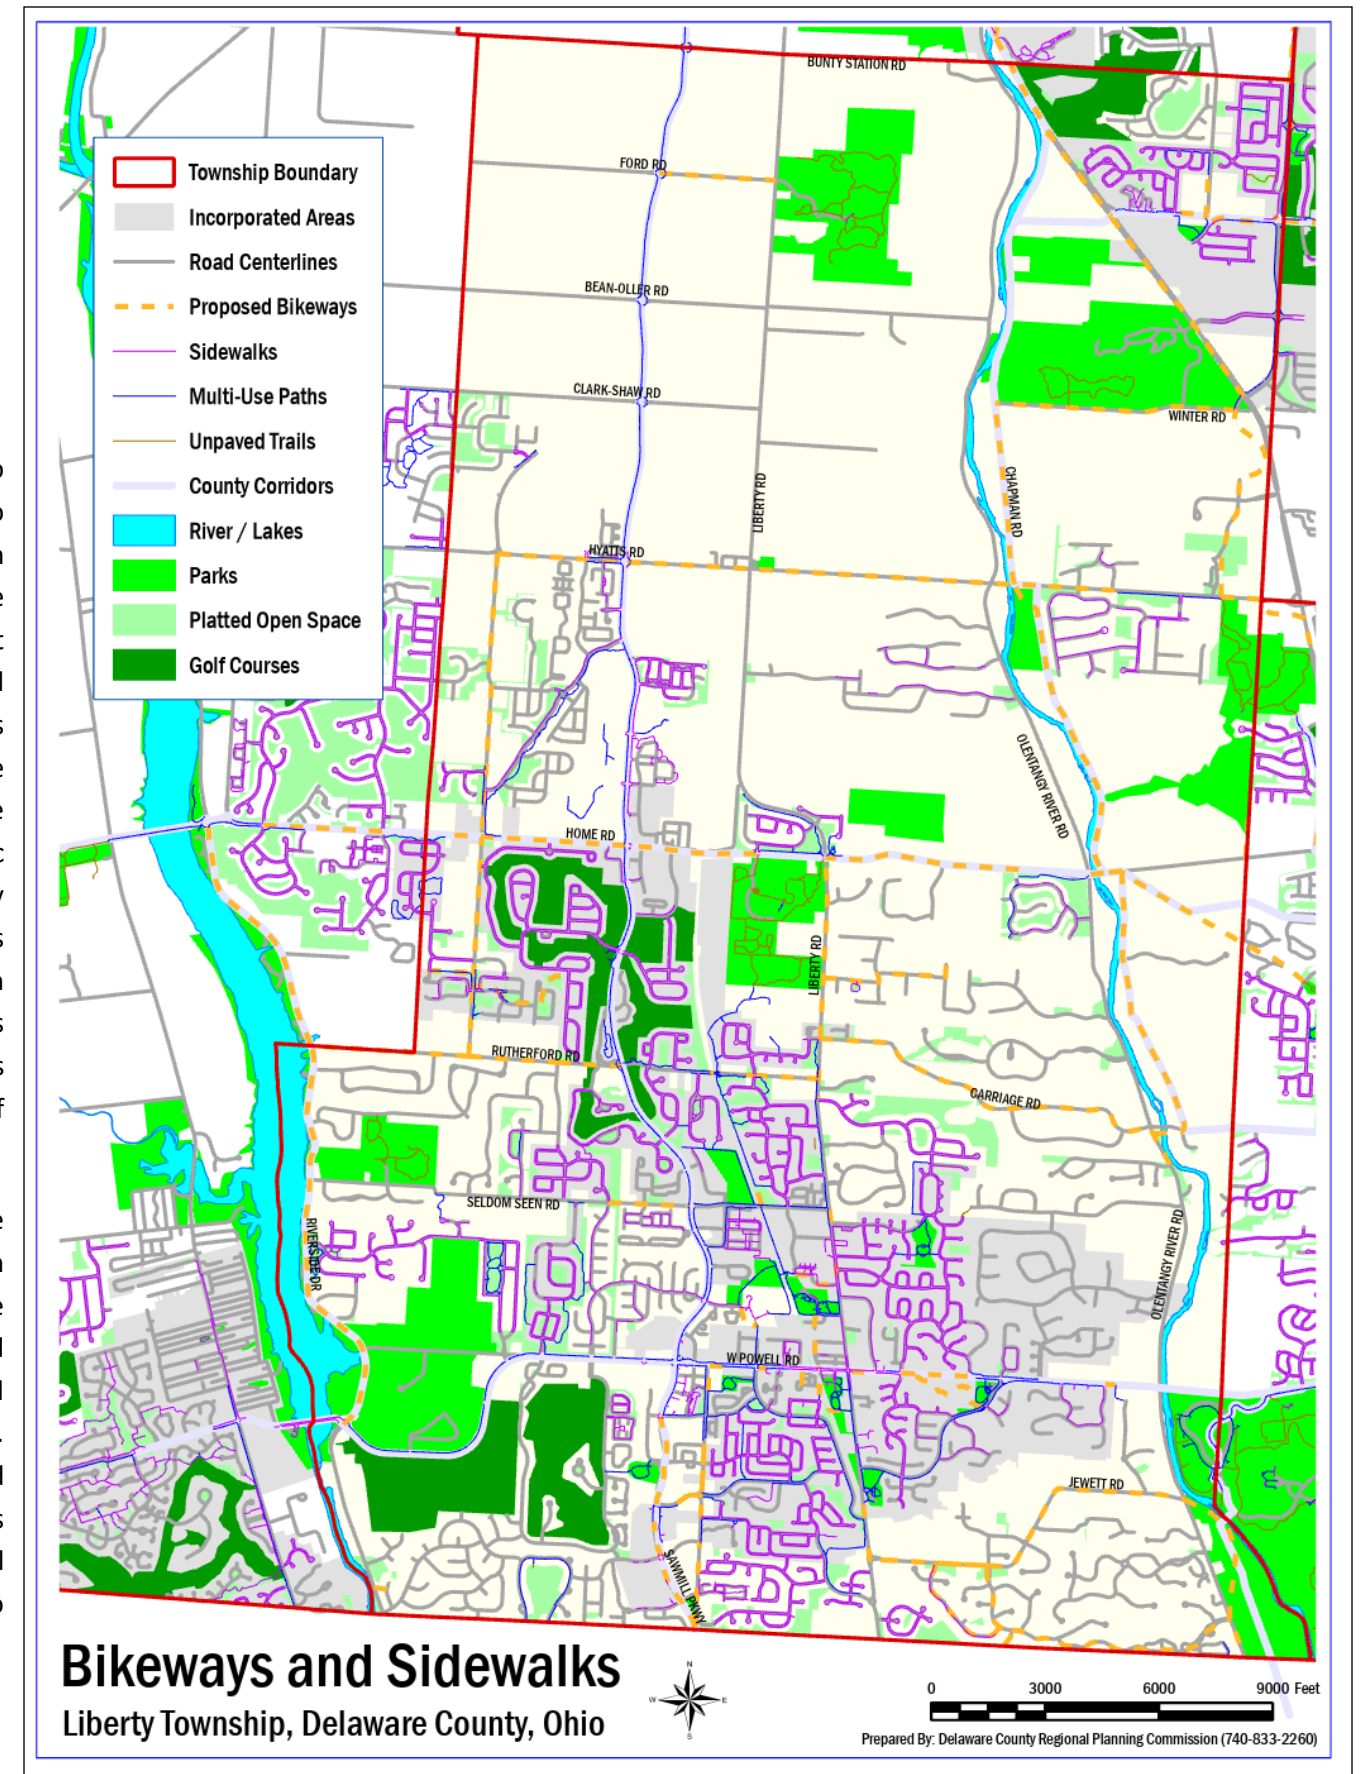 BUNTY STATION RD
FORD RD
Township Boundary
Incorporated Areas
Road Centerlines
Proposed Bikeways
Sidewalks
Multi-Use Paths
Unpaved Trails
County Corridors
River / Lakes
Parks
Platted Open Space
Golf Courses
BEAN-OLLER RD
CLARK-SHAW RD
WINTER RD
CHAPMAN RD
LIBERTY RD
HYATTS RD
OLENTANGY RIVER RD
HOME RD
LIBERTY RD
RUTHERFORD RD
CARRIAGE RD
SELDOM SEEN RD
RIVERSIDE DR
OLENTANGY RIVER RD
W POWELL RD
JEWETT RD
SAWMILL PKWY
Bikeways and Sidewalks
Liberty Township, Delaware County, Ohio
N
W E
S
0 3000 6000 9000 Feet
Prepared By: Delaware County Regional Planning Commission (740-833-2260)